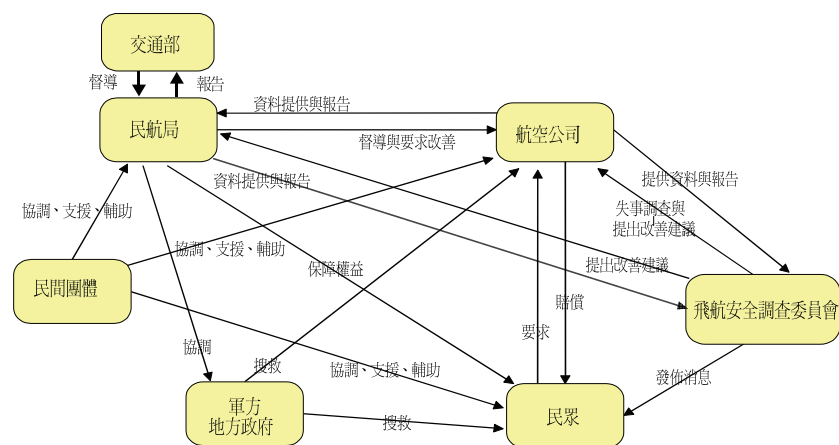 交通部
督導
報告
民航局
資料提供與報告
航空公司
督導與要求改善
資料提供與報告
提供資料與報告
失事調查與
提出改善建議
協調、支援、輔助
協調、支援、輔助
保障權益
提出改善建議
民間團體
飛航安全調查委員會
賠償
要求
協調
搜救
協調、支援、輔助
發佈消息
軍方
地方政府
搜救
民眾